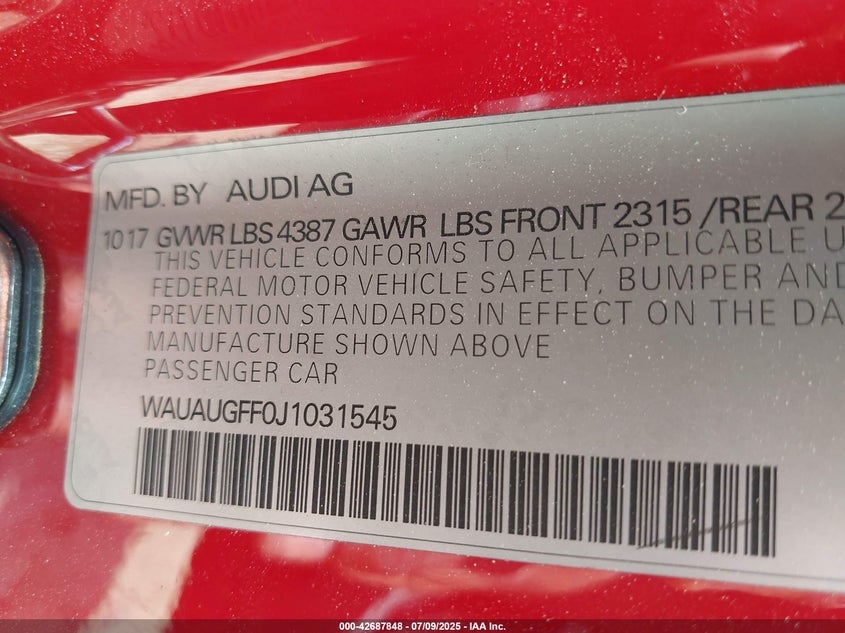 MFD. BY AUDI AG
1017 GVWR LBS 4387 GAWR LBS FRONT 2315 /REAR 2
THIS VEHICLE CONFORMS TO ALL APPLICABLE U
FEDERAL MOTOR VEHICLE SAFETY, BUMPER AND
PREVENTION STANDARDS IN EFFECT ON THE DA
MANUFACTURE SHOWN ABOVE
PASSENGER CAR
WAUAUGFF0J1031545
000-42687848 - 07/09/2025 - IAA Inc.